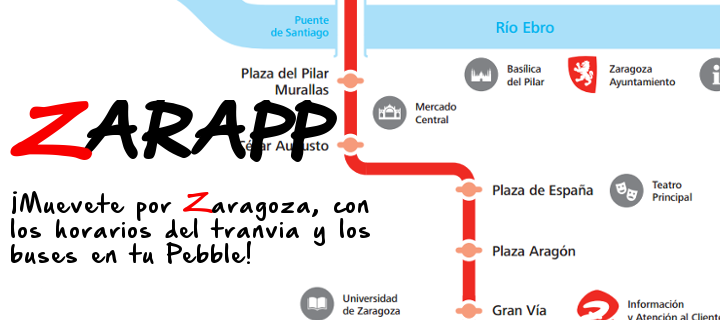 Puente
de Santiago
Río Ebro
Plaza del Pilar
Murallas
Basílica
del Pilar
Zaragoza
Ayuntamiento
i
Mercado
Central
ZARAPP
César Augusto
Plaza de España
Teatro
Principal
¡Muevete por Zaragoza, con
los horarios del tranvia y los
buses en tu Pebble!
Plaza Aragón
Universidad
de Zaragoza
Gran Vía
Información
y Atención al Cliente